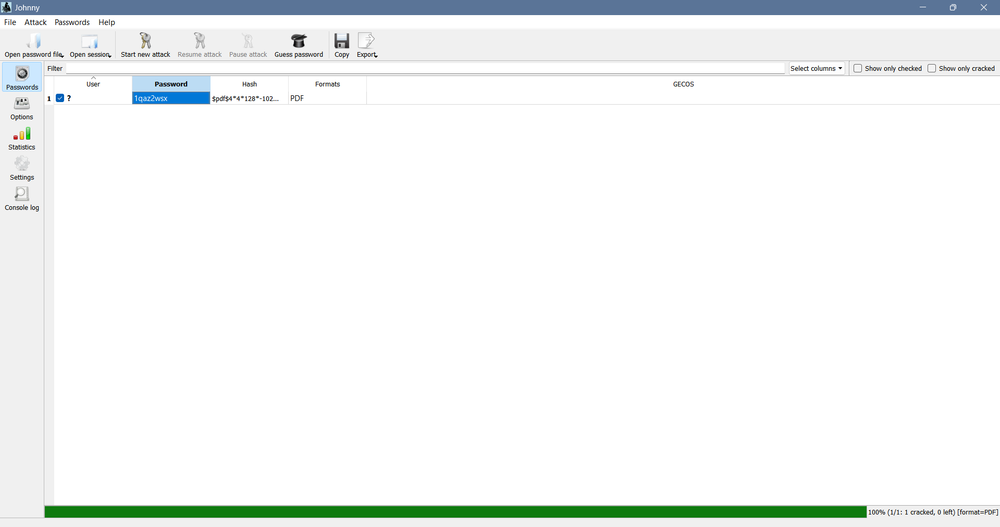 Johnny
File Attack Passwords Help
Open password file Open session Start new attack Resume attack Pause attack Guess password Copy Export
Passwords
Options
Statistics
Settings
Console log
Filter Select columns Show only checked Show only cracked
User Password Hash Formats GECOS
1 ? 1qaz2wsx $pdf$4*4*128*-102... PDF
100% (1/1: 1 cracked, 0 left) [format=PDF]